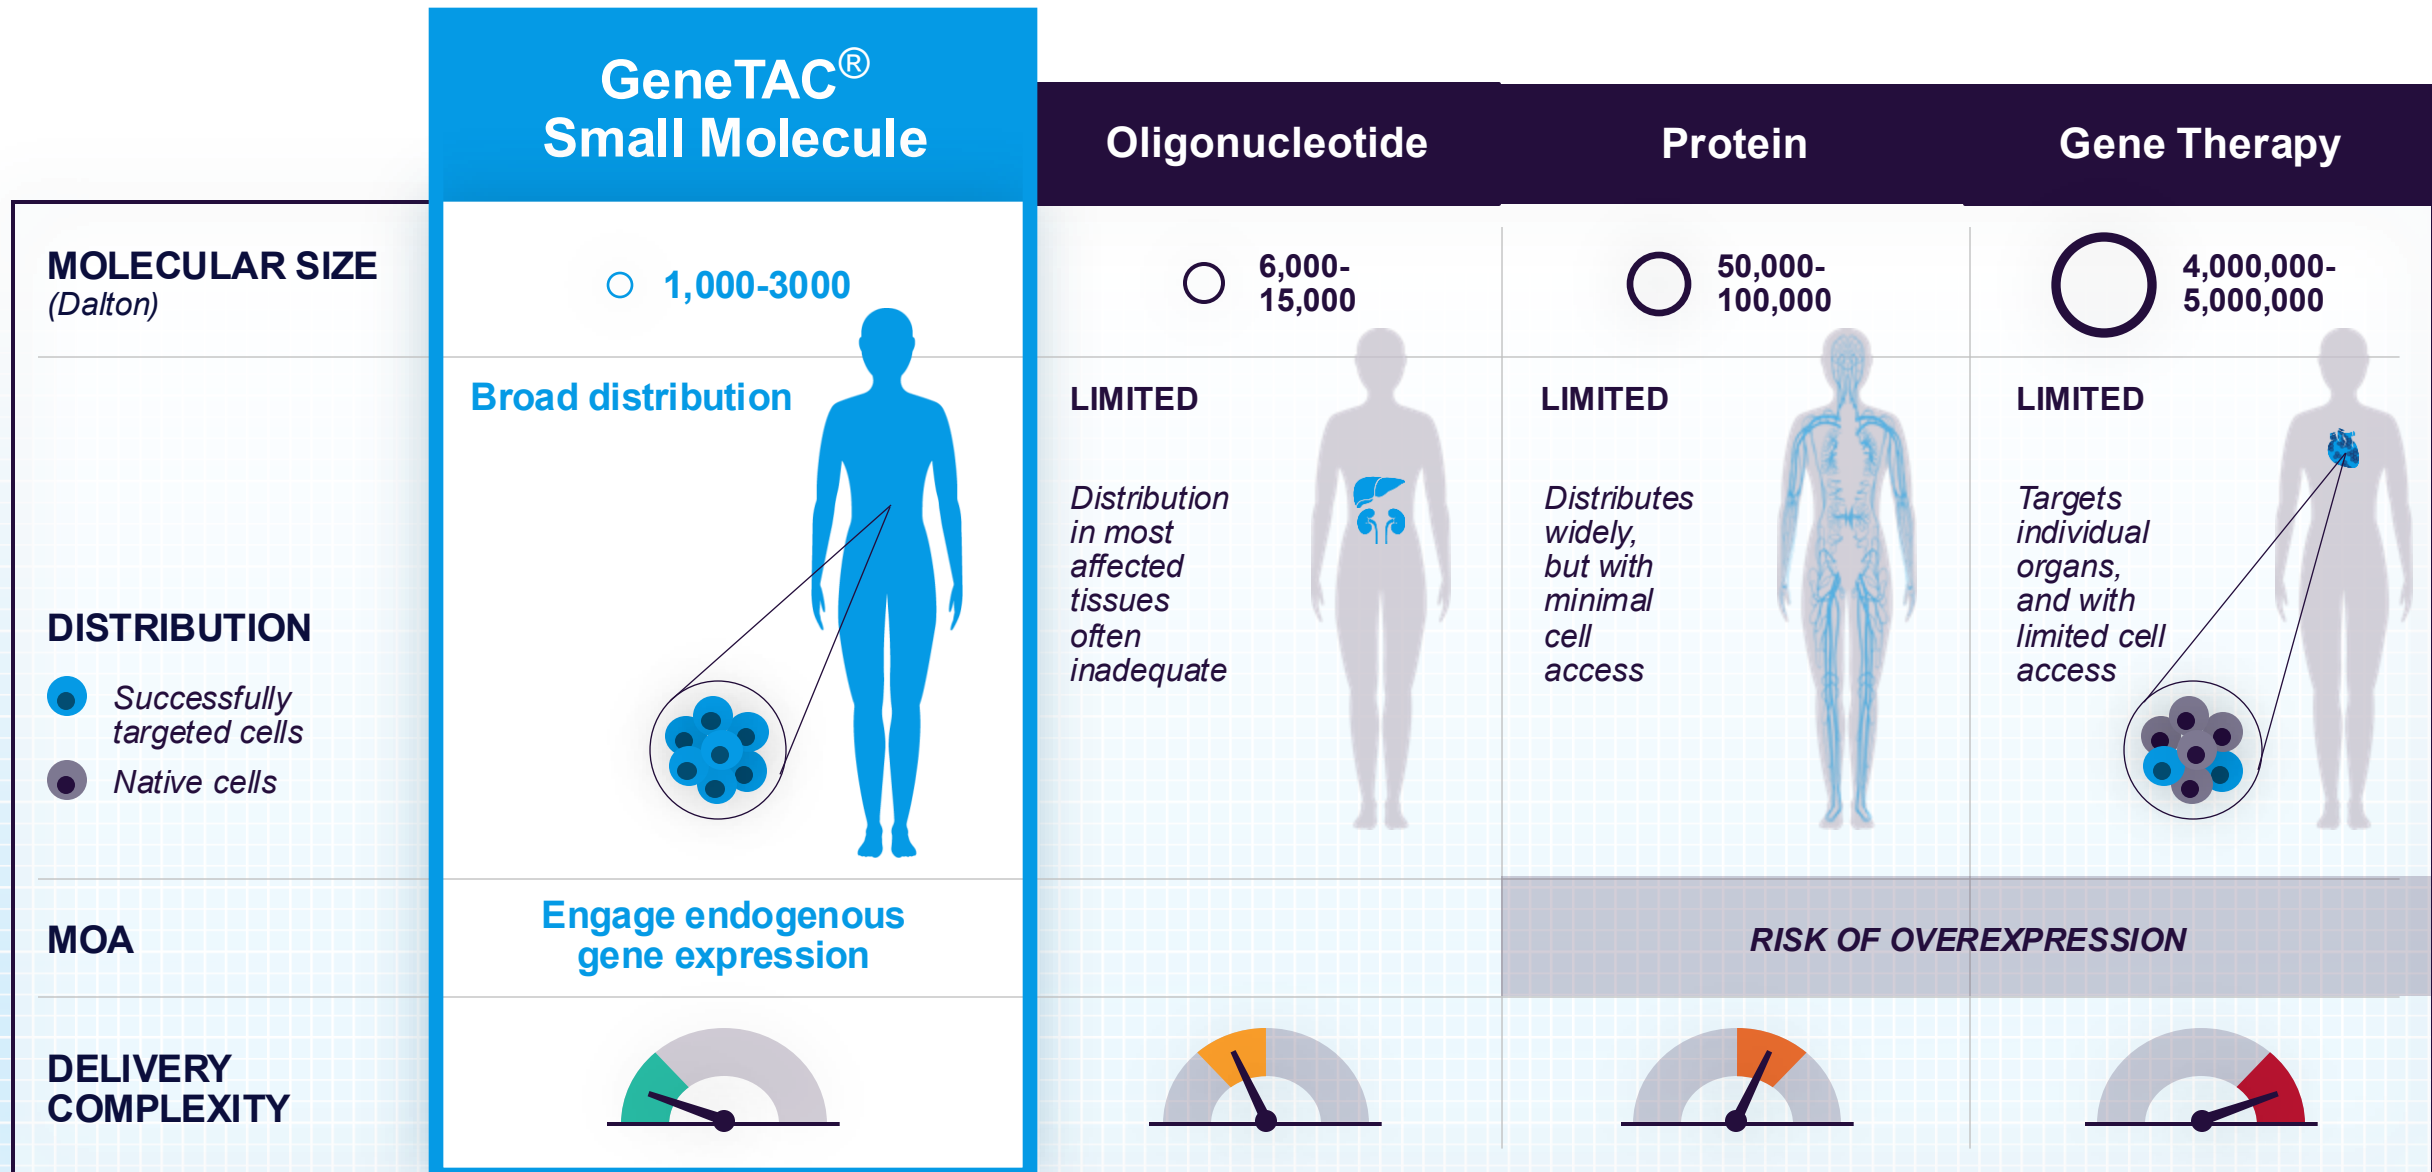 GeneTAC®
Small Molecule
Oligonucleotide
Protein
Gene Therapy
MOLECULAR SIZE
(Dalton)
1,000-3000
6,000-
15,000
50,000-
100,000
4,000,000-
5,000,000
DISTRIBUTION
Successfully
targeted cells
Native cells
Broad distribution
LIMITED
Distribution
in most
affected
tissues
often
inadequate
LIMITED
Distributes
widely,
but with
minimal
cell
access
LIMITED
Targets
individual
organs,
and with
limited cell
access
MOA
Engage endogenous
gene expression
RISK OF OVEREXPRESSION
DELIVERY
COMPLEXITY